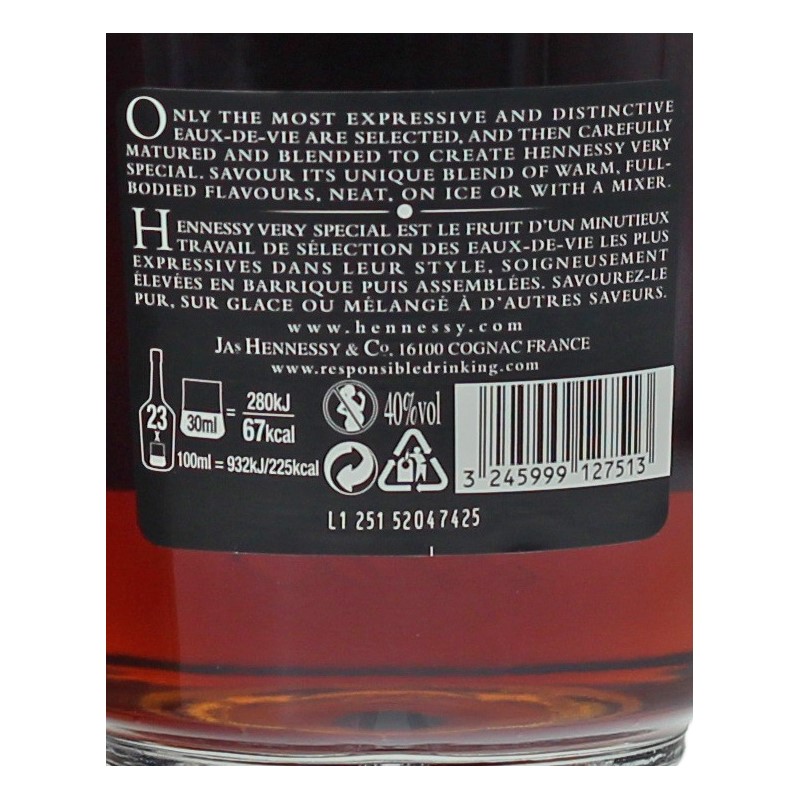 ONLY THE MOST EXPRESSIVE AND DISTINCTIVE
EAUX-DE-VIE ARE SELECTED, AND THEN CAREFULLY
MATURED AND BLENDED TO CREATE HENNESSY VERY
SPECIAL. SAVOUR ITS UNIQUE BLEND OF WARM, FULL-
BODIED FLAVOURS, NEAT, ON ICE OR WITH A MIXER.
HENNESSY VERY SPECIAL EST LE FRUIT D'UN MINUTIEUX
TRAVAIL DE SÉLECTION DES EAUX-DE-VIE LES PLUS
EXPRESSIVES DANS LEUR STYLE, SOIGNEUSEMENT
ÉLEVÉES EN BARRIQUE PUIS ASSEMBLÉES. SAVOUREZ-LE
PUR, SUR GLACE OU MÉLANGÉ À D'AUTRES SAVEURS.
www.hennessy.com
JAS HENNESSY & CO. 16100 COGNAC FRANCE
www.responsibledrinking.com
23 x 30ml = 280kJ
67kcal
100ml = 932kJ/225kcal
40%vol
3 245999 127513
L1 251 52047425